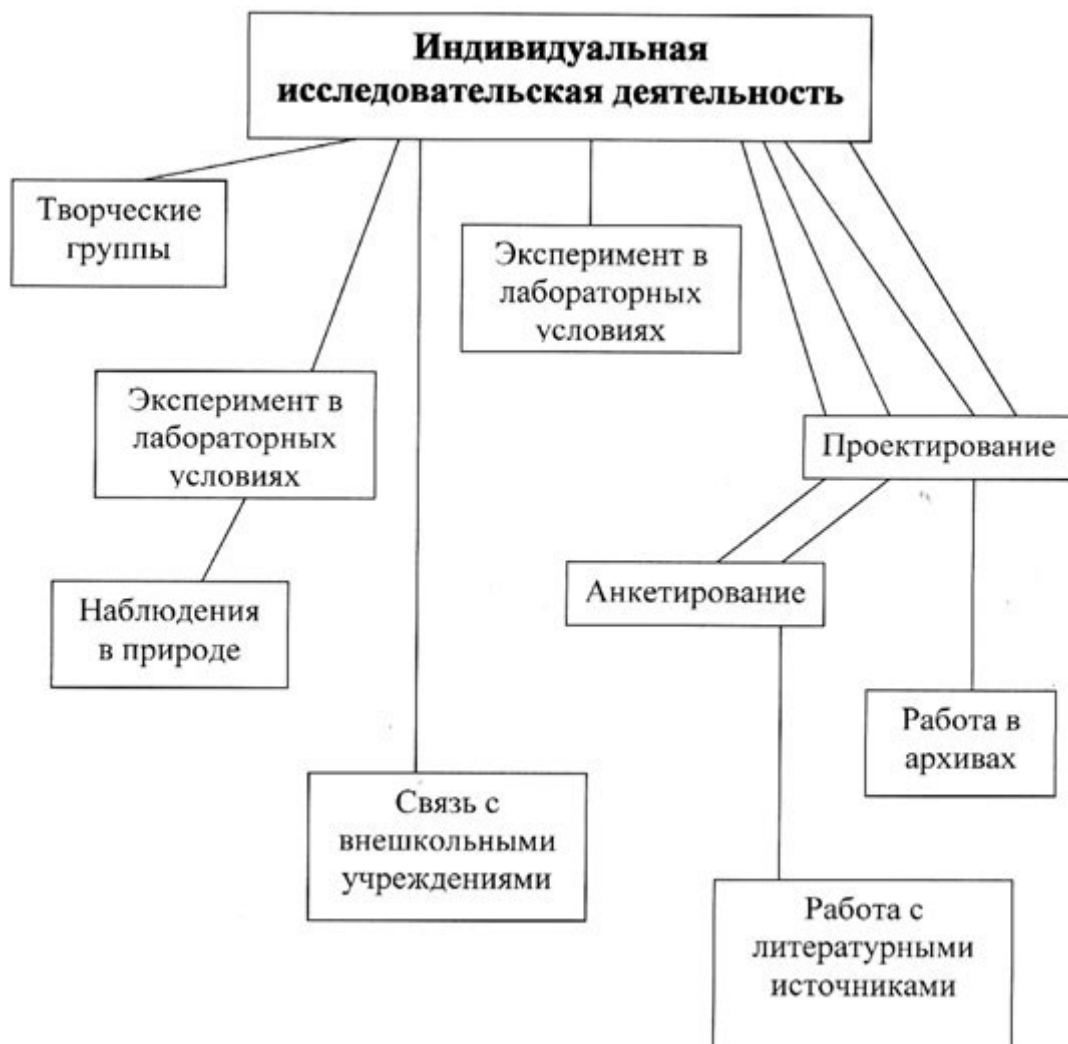 Индивидуальная
исследовательская деятельность
Творческие
группы
Эксперимент в
лабораторных
условиях
Эксперимент в
лабораторных
условиях
Проектирование
Анкетирование
Наблюдения
в природе
Работа в
архивах
Связь с
внешкольными
учреждениями
Работа с
литературными
источниками